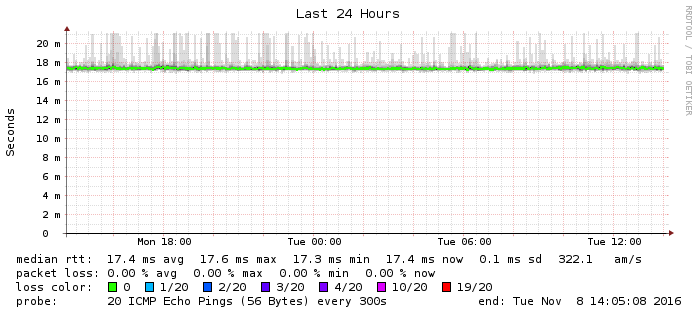 Last 24 Hours
RRDTOOL / TOBI OETIKER
Seconds
20 m
18 m
16 m
14 m
12 m
10 m
8 m
6 m
4 m
2 m
0
Mon 18:00 Tue 00:00 Tue 06:00 Tue 12:00
median rtt: 17.4 ms avg 17.6 ms max 17.3 ms min 17.4 ms now 0.1 ms sd 322.1 am/s
packet loss: 0.00 % avg 0.00 % max 0.00 % min 0.00 % now
loss color: 0 1/20 2/20 3/20 4/20 10/20 19/20
probe: 20 ICMP Echo Pings (56 Bytes) every 300s end: Tue Nov 8 14:05:08 2016